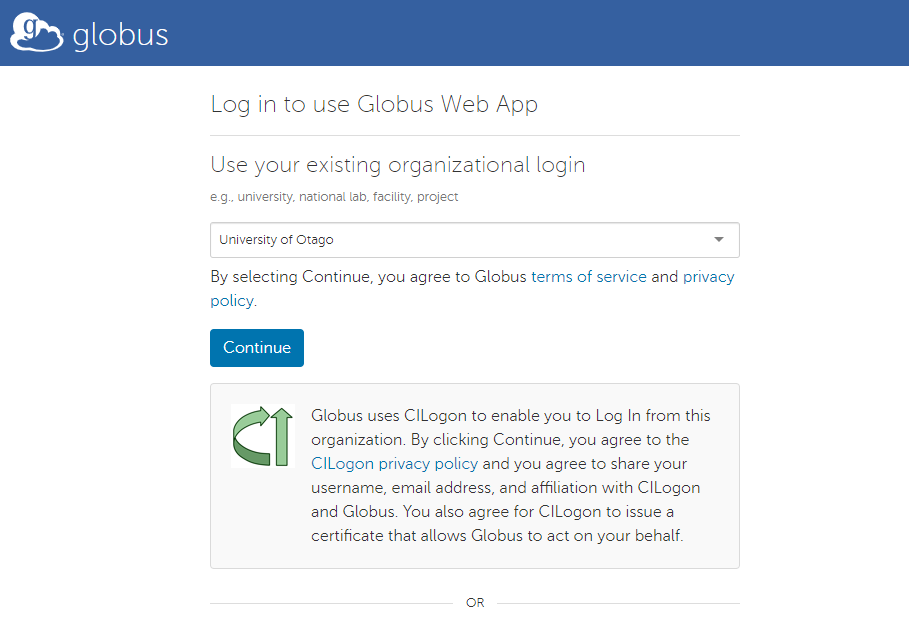 globus
Log in to use Globus Web App
Use your existing organizational login
e.g., university, national lab, facility, project
University of Otago
By selecting Continue, you agree to Globus terms of service and privacy
policy.
Continue
Globus uses CILogon to enable you to Log In from this
organization. By clicking Continue, you agree to the
CILogon privacy policy and you agree to share your
username, email address, and affiliation with CILogon
and Globus. You also agree for CILogon to issue a
certificate that allows Globus to act on your behalf.
OR